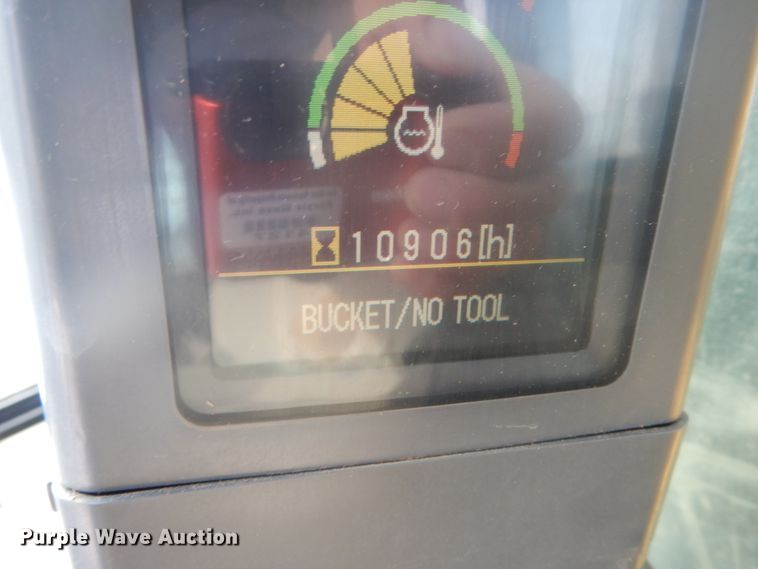 10906[h]
BUCKET/NO TOOL
Purple Wave Auction